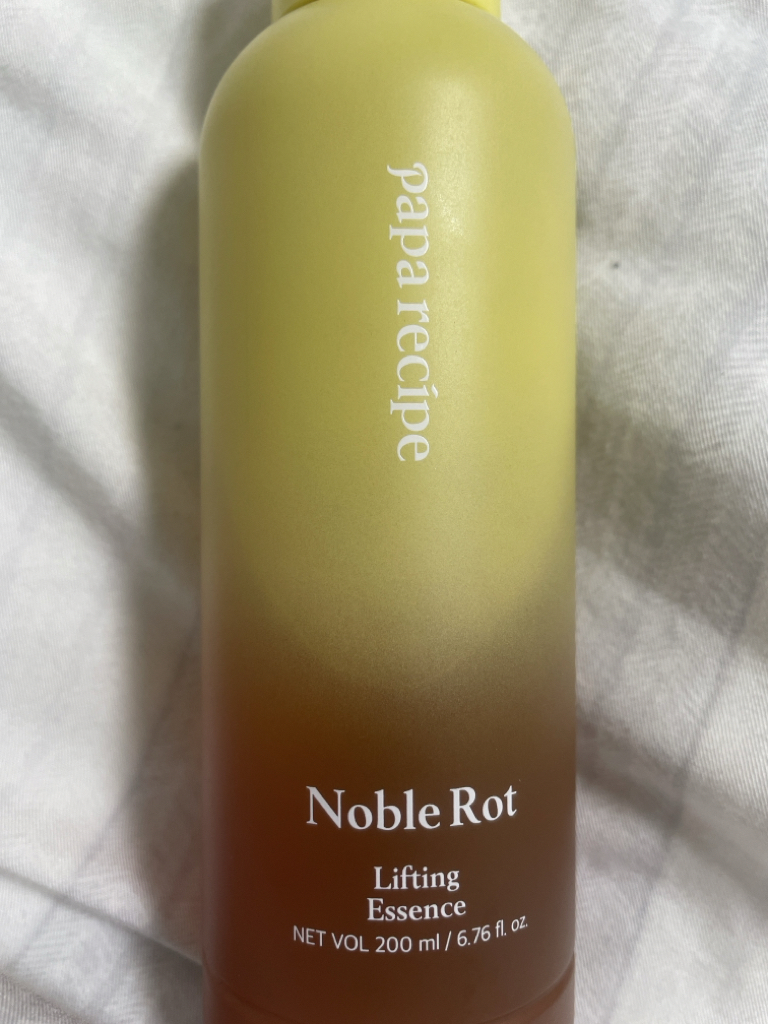 papa recipe
Noble Rot
Lifting
Essence
NET VOL 200 ml / 6.76 fl. oz.